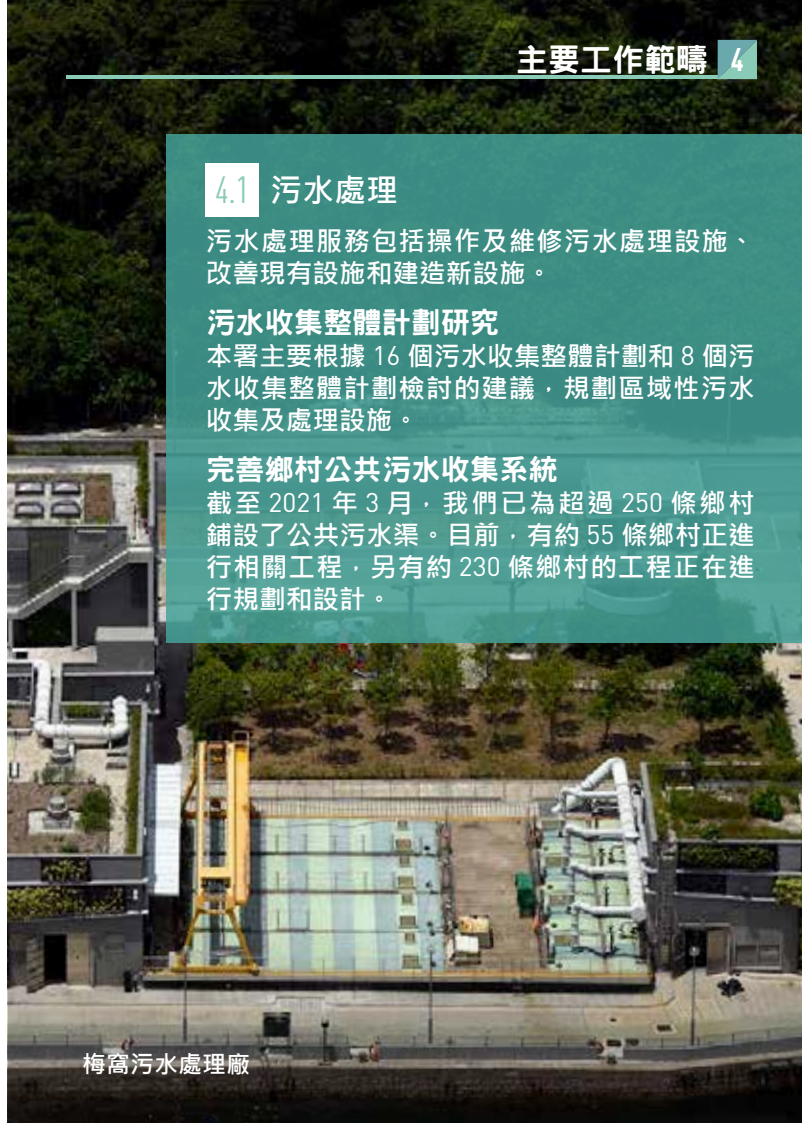 主要工作範疇 4
4.1 污水處理
污水處理服務包括操作及維修污水處理設施、
改善現有設施和建造新設施。
污水收集整體計劃研究
本署主要根據 16 個污水收集整體計劃和 8 個污
水收集整體計劃檢討的建議，規劃區域性污水
收集及處理設施。
完善鄉村公共污水收集系統
截至 2021 年 3 月，我們已為超過 250 條鄉村
鋪設了公共污水渠。目前，有約 55 條鄉村正進
行相關工程，另有約 230 條鄉村的工程正在進
行規劃和設計。
梅窩污水處理廠